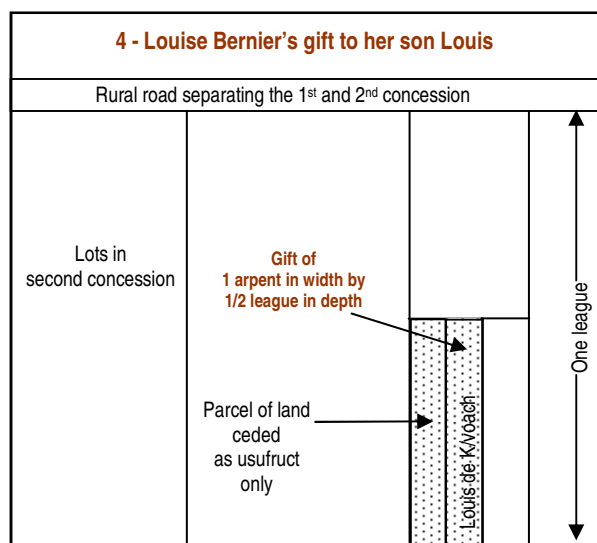 4 - Louise Bernier’s gift to her son Louis
Rural road separating the 1st and 2nd concession
Lots in
second concession
Gift of
1 arpent in width by
1/2 league in depth
Parcel of land
ceded
as usufruct
only
Louis de K/voach
One league